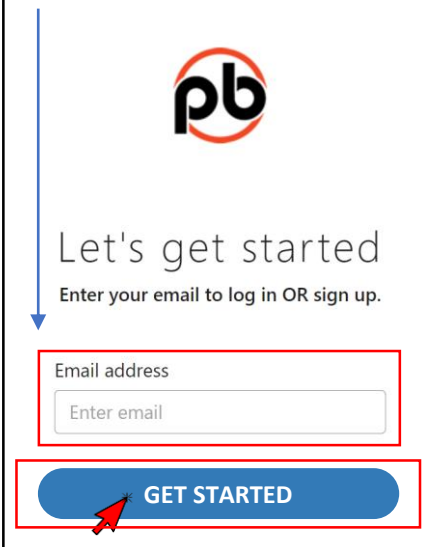 pb
Let's get started
Enter your email to log in OR sign up.
Email address
Enter email
GET STARTED